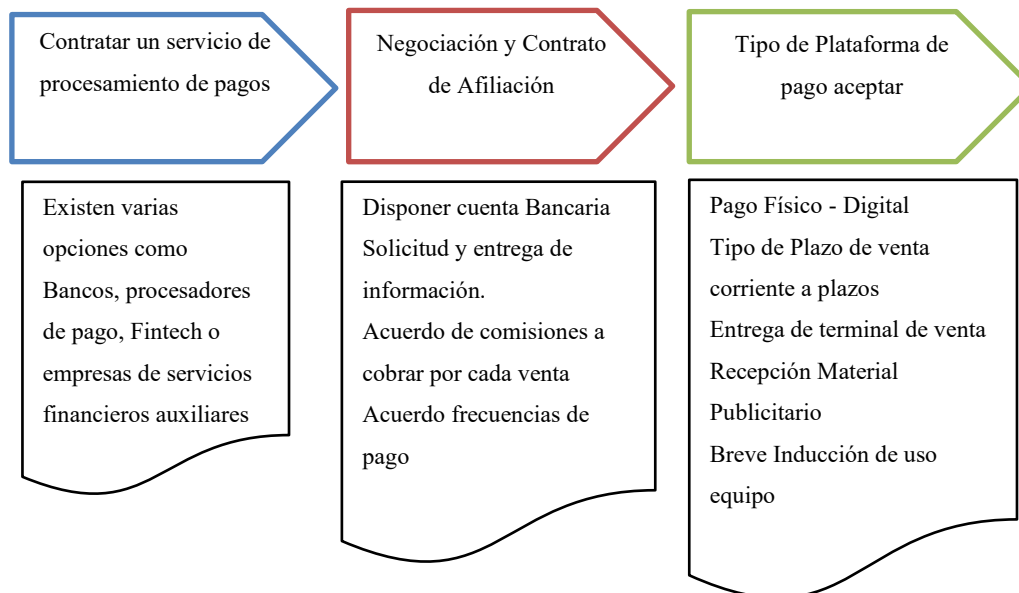 Contratar un servicio de
procesamiento de pagos
Negociación y Contrato
de Afiliación
Tipo de Plataforma de
pago aceptar
Existen varias
opciones como
Bancos, procesadores
de pago, Fintech o
empresas de servicios
financieros auxiliares
Disponer cuenta Bancaria
Solicitud y entrega de
información.
Acuerdo de comisiones a
cobrar por cada venta
Acuerdo frecuencias de
pago
Pago Físico - Digital
Tipo de Plazo de venta
corriente a plazos
Entrega de terminal de venta
Recepción Material
Publicitario
Breve Inducción de uso
equipo